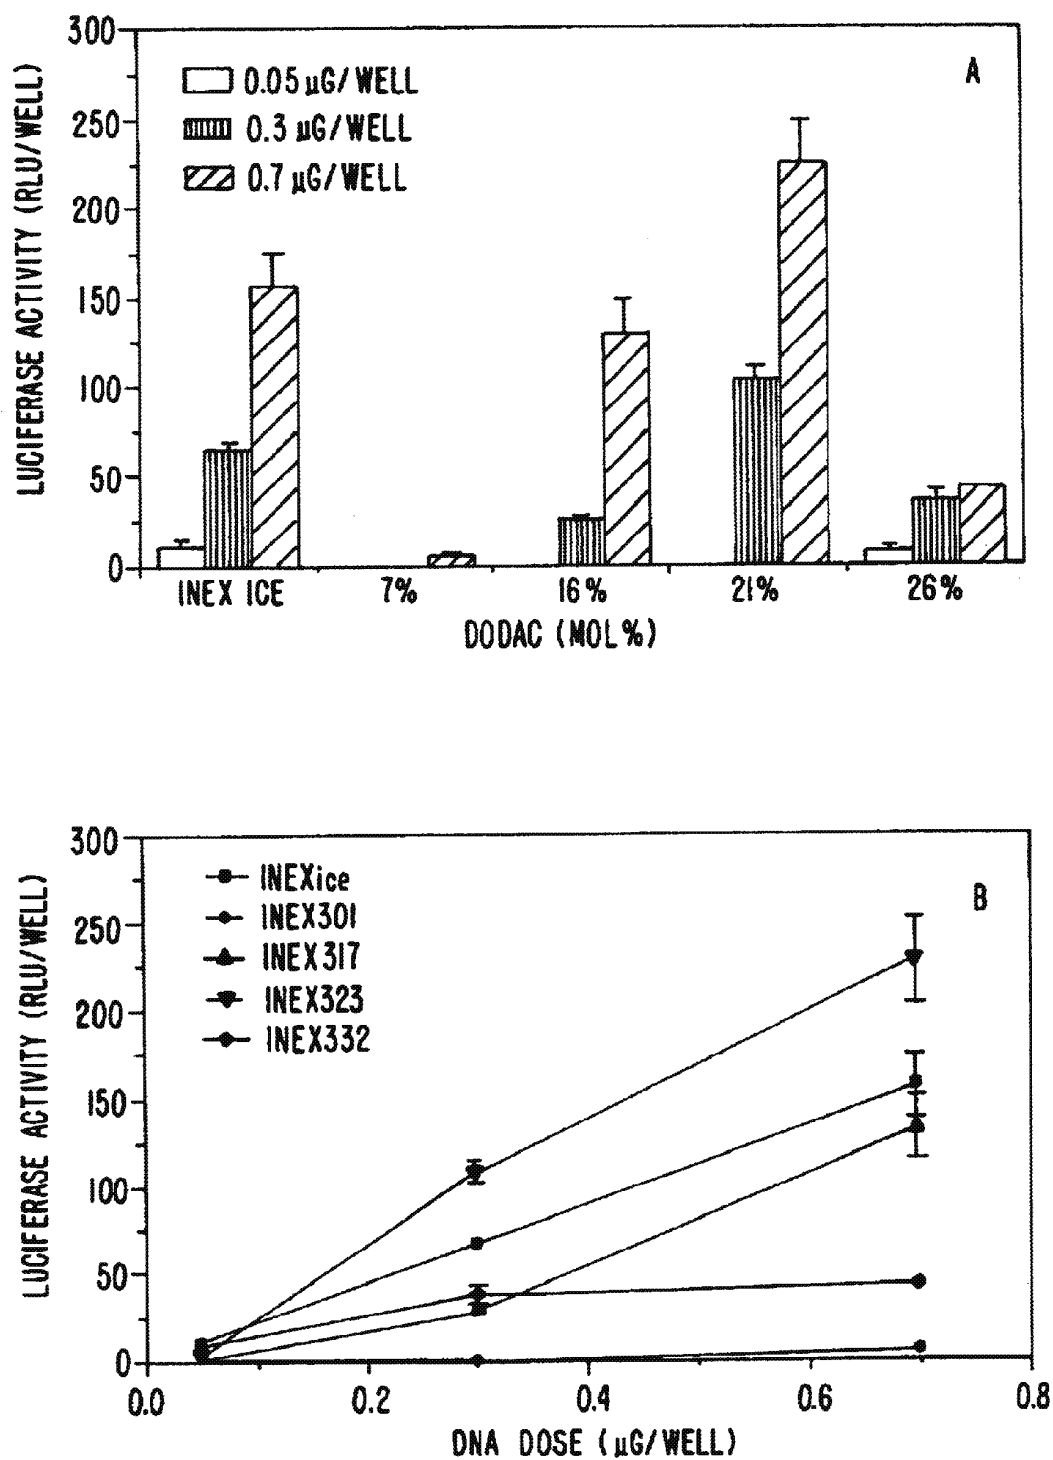 300
250
200
150
100
50
0
LUCIFERASE ACTIVITY (RLU/WELL)
0.05 µG/WELL
0.3 µG/WELL
0.7 µG/WELL
A
INEX ICE 7% 16% 21% 26%
DODAC (MOL%)
300
250
200
150
100
50
0
LUCIFERASE ACTIVITY (RLU/WELL)
INEXice
INEX301
INEX317
INEX323
INEX332
B
0.0 0.2 0.4 0.6 0.8
DNA DOSE (µG/WELL)